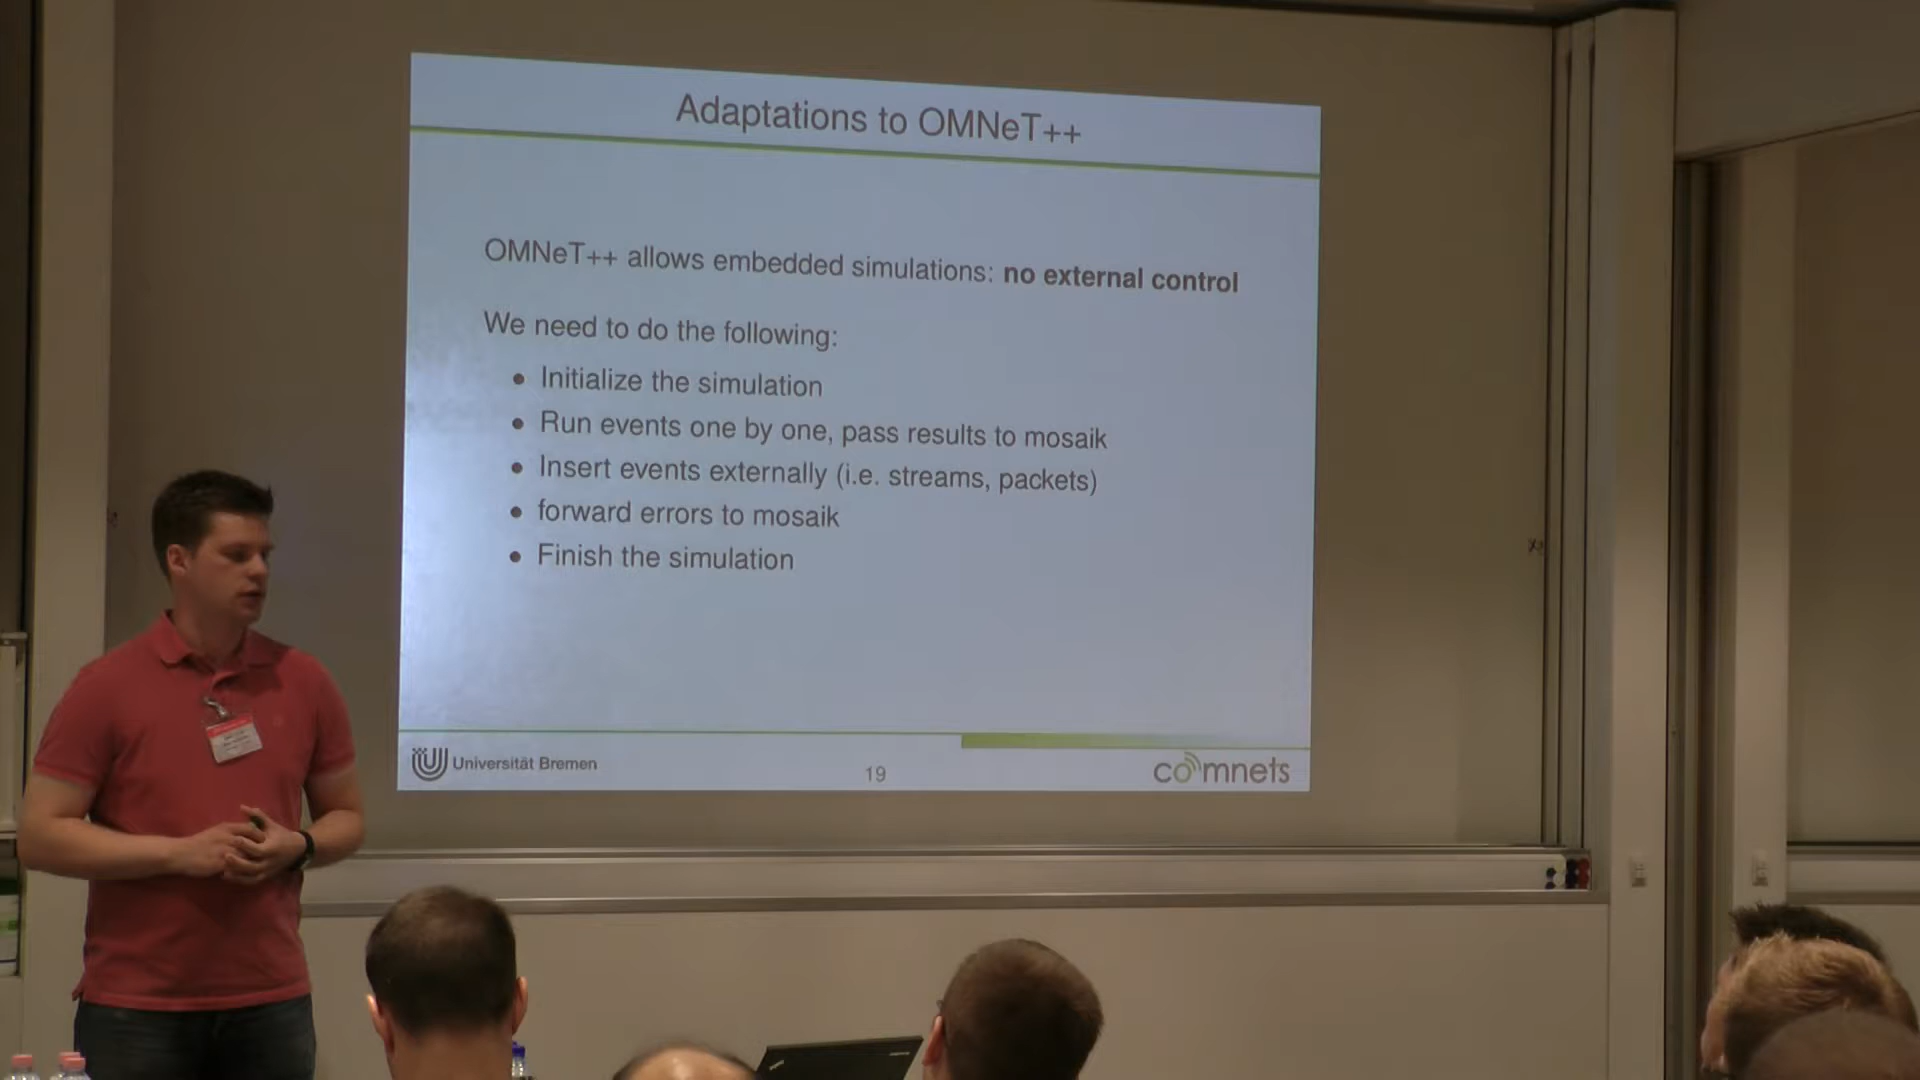 Adaptations to OMNeT++
OMNeT++ allows embedded simulations: no external control
We need to do the following:
• Initialize the simulation
• Run events one by one, pass results to mosaik
• Insert events externally (i.e. streams, packets)
• forward errors to mosaik
• Finish the simulation
Universität Bremen
19
comnets